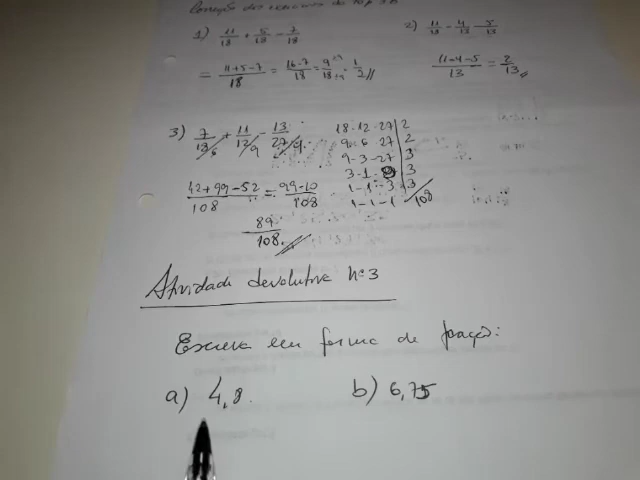 Correção dos exercícios da
1) 11/18 + 5/18 - 7/18
2) 11/13 - 4/13 - 5/13
= 11+5-7/18 = 16-7/18 = 9/18 = 1/2 //
11-4-5/13 = 2/13 //
3) 7/18 + 11/12 - 13/27
18 - 12 - 27 | 2
9 - 6 - 27 | 2
9 - 3 - 27 | 3
3 - 1 - 9 | 3
1 - 1 - 3 | 3
1 - 1 - 1 / 108
42+99-52/108 = 99-10/108
89/108 //
Atividade devolutiva nº 3
Escreva em forma de fração:
a) 4,8. b) 6,75